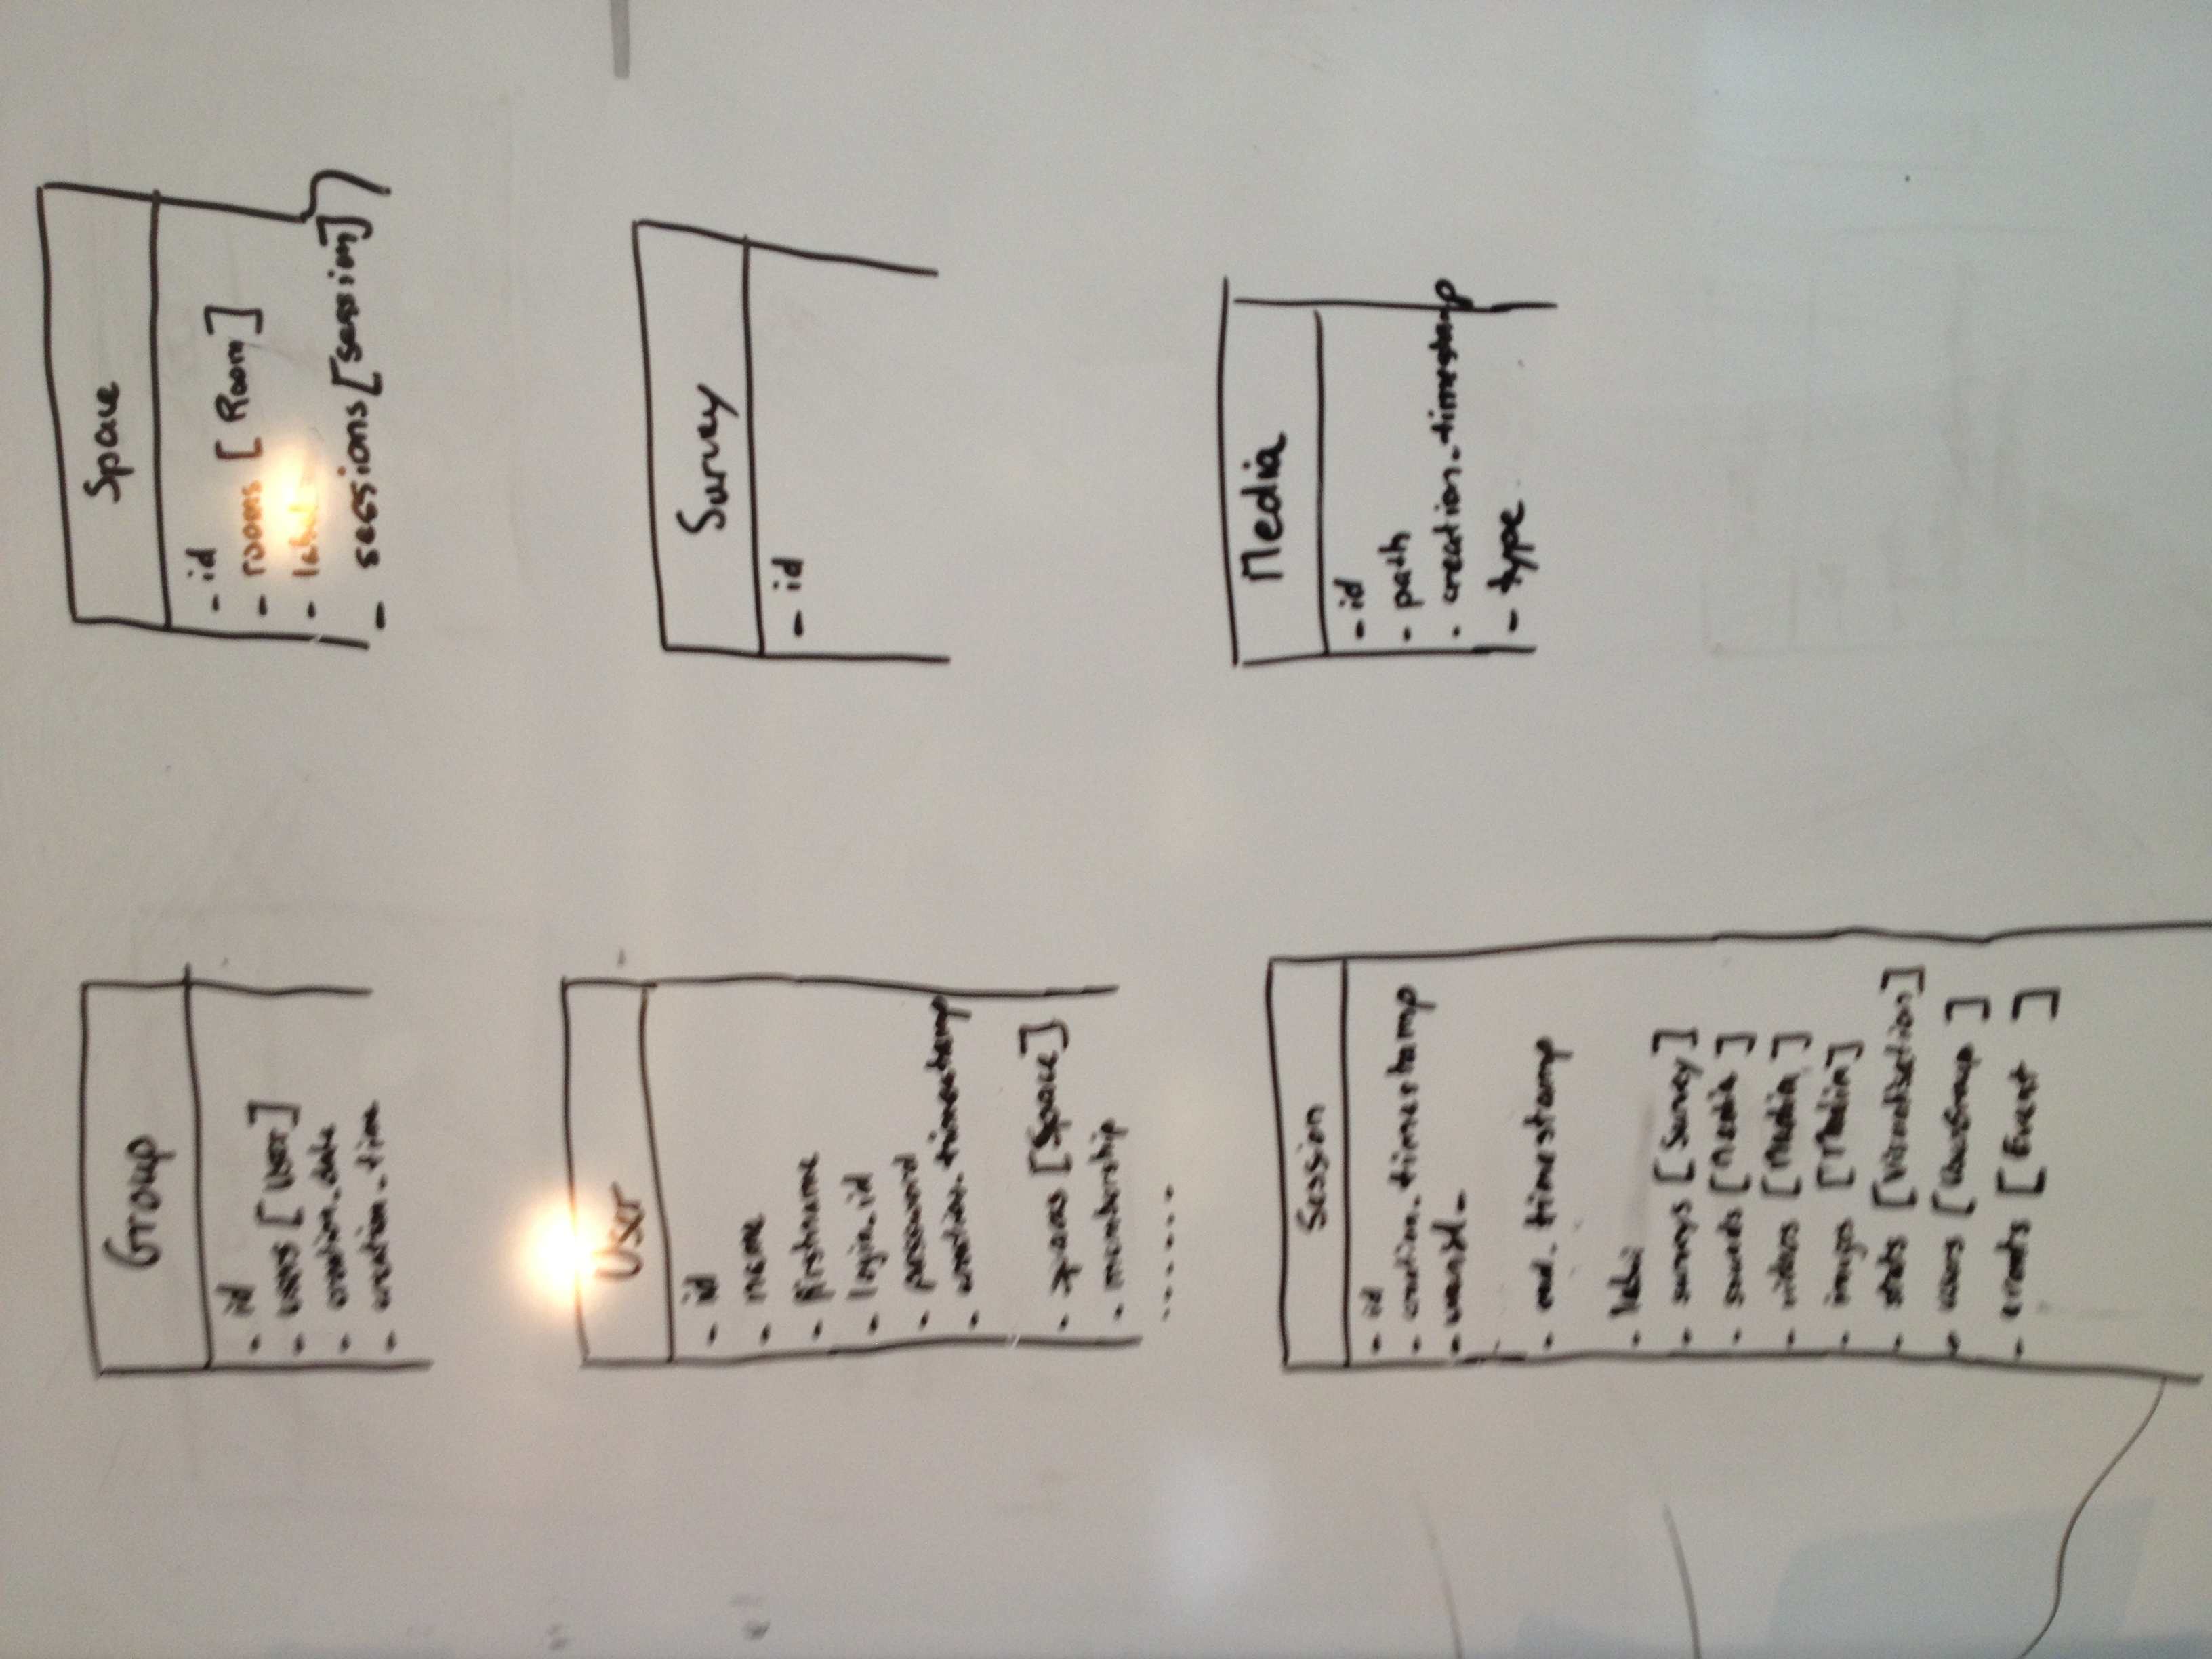 Group
- id
- users [User]
- creation_date
- creation_time
User
- id
- name
- firstname
- login_id
- password
- creation_timestamp
- spaces [Space]
- membership
- - - - - -
Session
- id
- creation_timestamp
- end_timestamp
- label
- surveys [Survey]
- sounds [Media]
- videos [Media]
- images [Media]
- stats [Visualisation]
- users [UserGroup]
- events [Event]
Space
- id
- rooms [Room]
- label
- sessions [session]
Survey
- id
Media
- id
- path
- creation_timestamp
- type